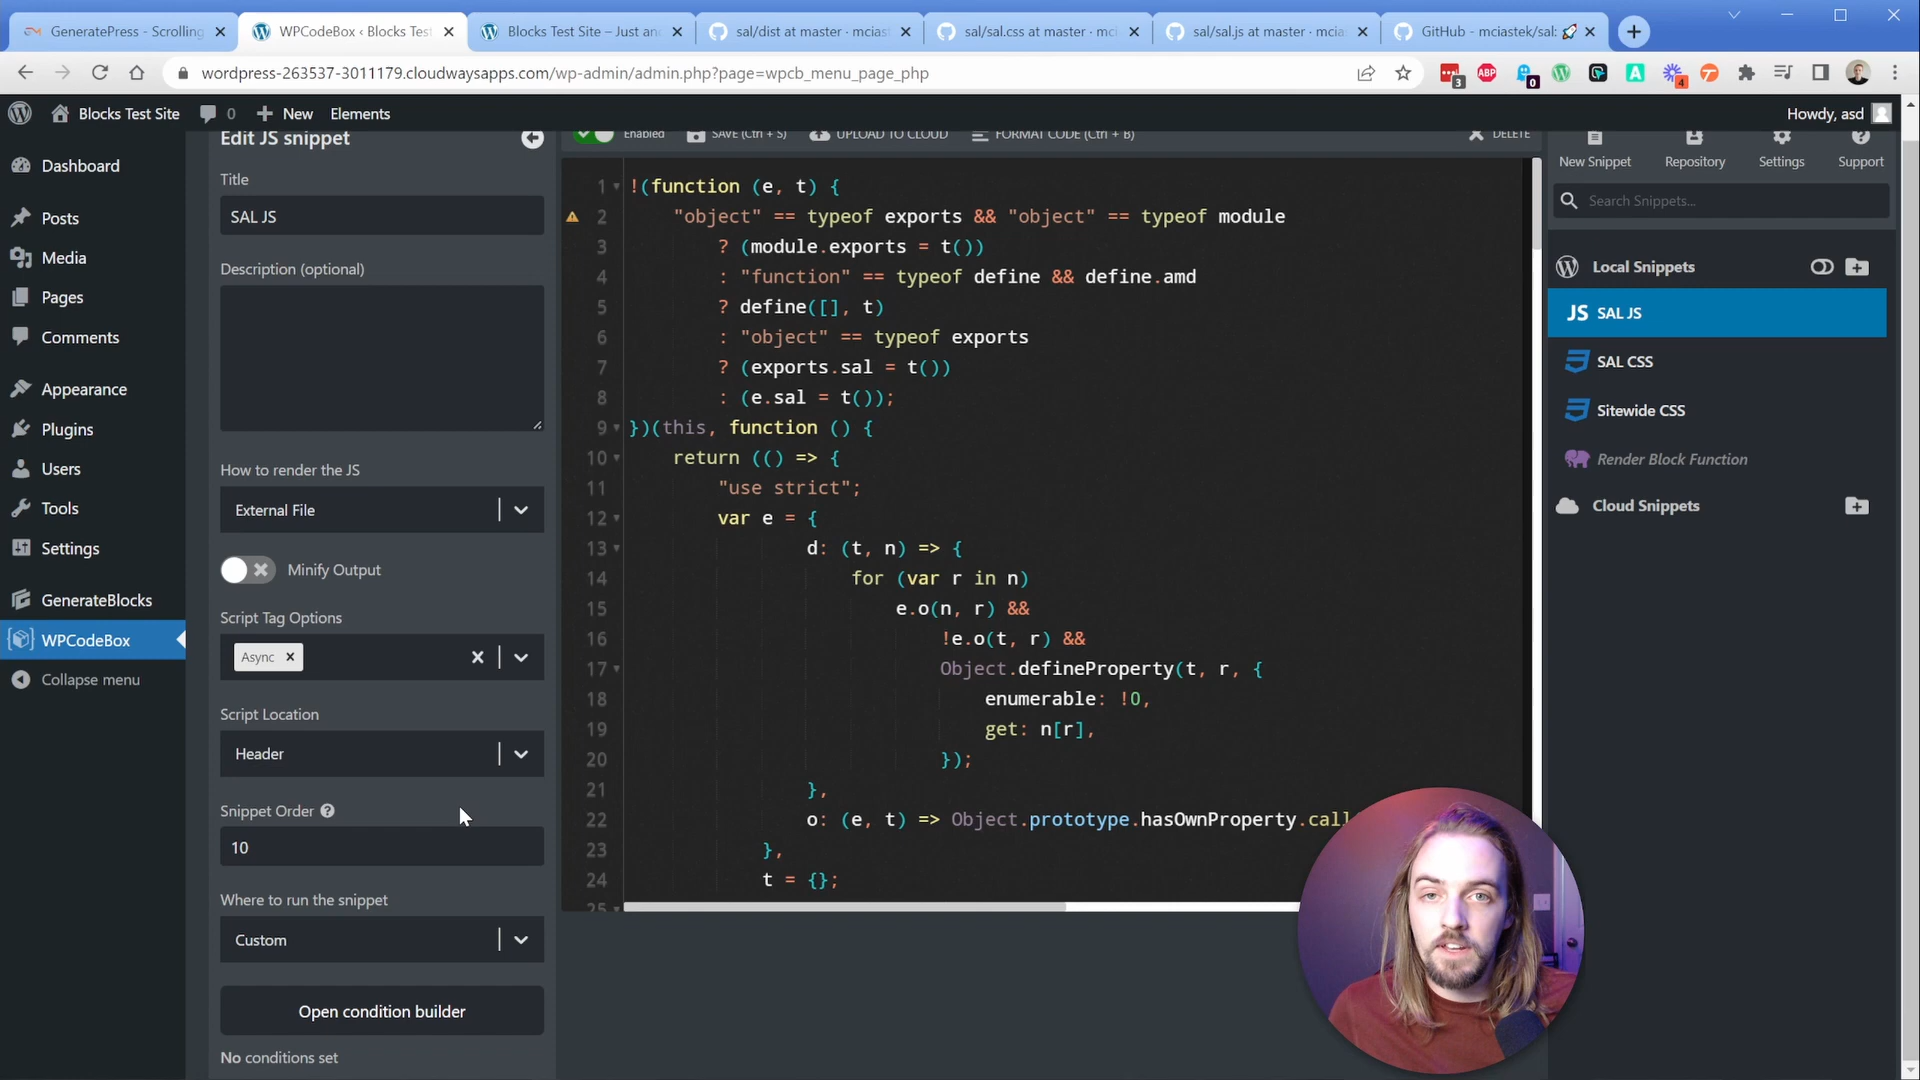 GeneratePress - Scrolling
WPCodeBox ‹ Blocks Test
Blocks Test Site – Just an
sal/dist at master · mciast
sal/sal.css at master · mci
sal/sal.js at master · mcia
GitHub - mciastek/sal: 🚀
wordpress-263537-3011179.cloudwaysapps.com/wp-admin/admin.php?page=wpcb_menu_page_php
3
ABP
0
4
Blocks Test Site
0
New
Elements
Howdy, asd
Dashboard
Posts
Media
Pages
Comments
Appearance
Plugins
Users
Tools
Settings
GenerateBlocks
WPCodeBox
Collapse menu
Edit JS snippet
Title
SAL JS
Description (optional)
How to render the JS
External File
Minify Output
Script Tag Options
Async
Script Location
Header
Snippet Order
10
Where to run the snippet
Custom
Open condition builder
No conditions set
Enabled
SAVE (Ctrl + S)
UPLOAD TO CLOUD
FORMAT CODE (Ctrl + B)
DELETE
1 !(function (e, t) {
2 "object" == typeof exports && "object" == typeof module
3 ? (module.exports = t())
4 : "function" == typeof define && define.amd
5 ? define([], t)
6 : "object" == typeof exports
7 ? (exports.sal = t())
8 : (e.sal = t());
9 })(this, function () {
10 return (() => {
11 "use strict";
12 var e = {
13 d: (t, n) => {
14 for (var r in n)
15 e.o(n, r) &&
16 !e.o(t, r) &&
17 Object.defineProperty(t, r, {
18 enumerable: !0,
19 get: n[r],
20 });
21 },
22 o: (e, t) => Object.prototype.hasOwnProperty.call
23 },
24 t = {};
25
New Snippet
Repository
Settings
Support
Search Snippets...
Local Snippets
JS SAL JS
SAL CSS
Sitewide CSS
Render Block Function
Cloud Snippets